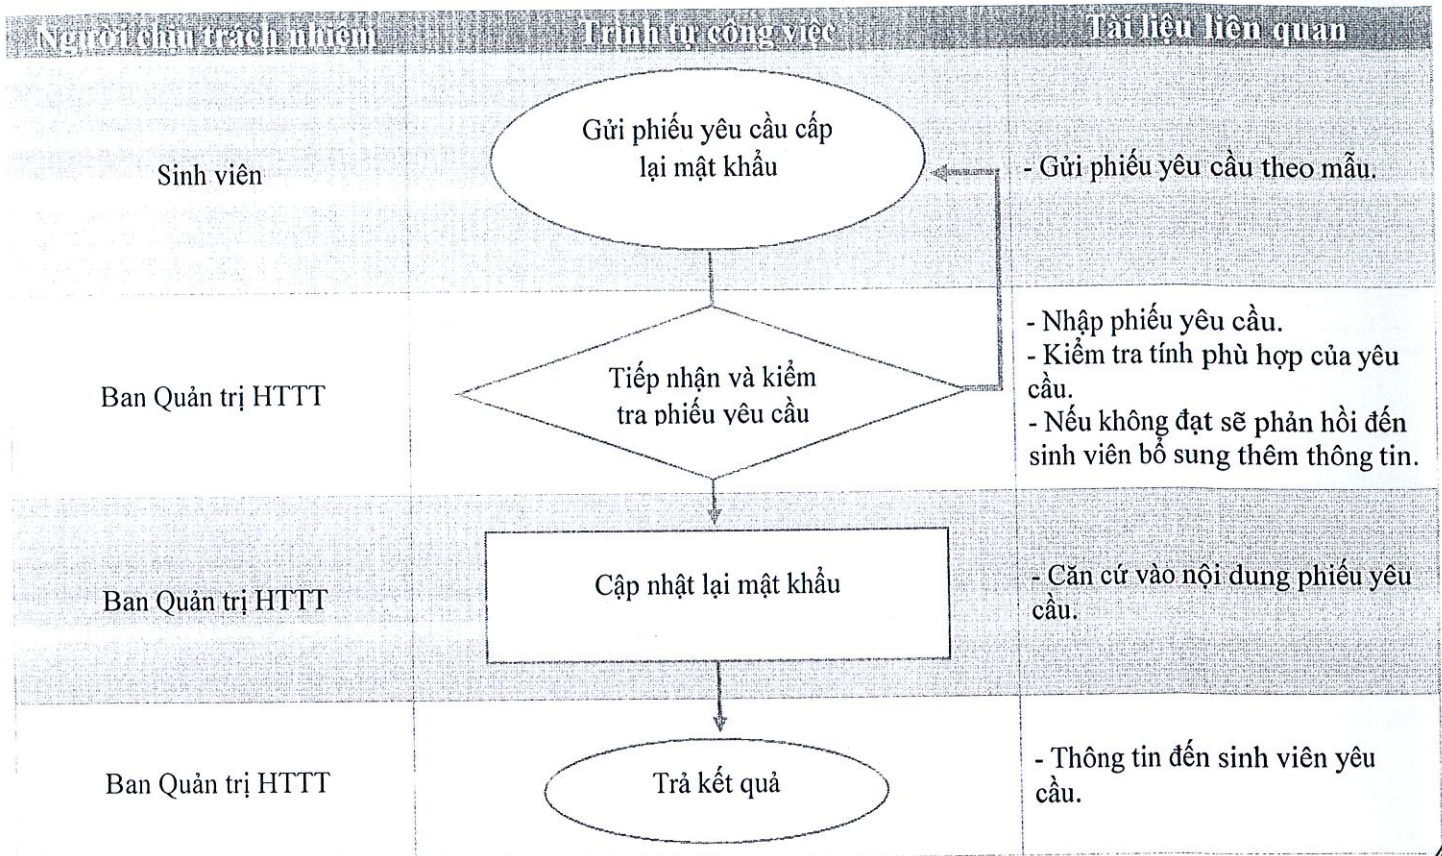 Người chịu trách nhiệm
Trình tự công việc
Tài liệu liên quan
Sinh viên
Gửi phiếu yêu cầu cấp
lại mật khẩu
- Gửi phiếu yêu cầu theo mẫu.
Ban Quản trị HTTT
Tiếp nhận và kiểm
tra phiếu yêu cầu
- Nhập phiếu yêu cầu.
- Kiểm tra tính phù hợp của yêu
cầu.
- Nếu không đạt sẽ phản hồi đến
sinh viên bổ sung thêm thông tin.
Ban Quản trị HTTT
Cập nhật lại mật khẩu
- Căn cứ vào nội dung phiếu yêu
cầu.
Ban Quản trị HTTT
Trả kết quả
- Thông tin đến sinh viên yêu
cầu.